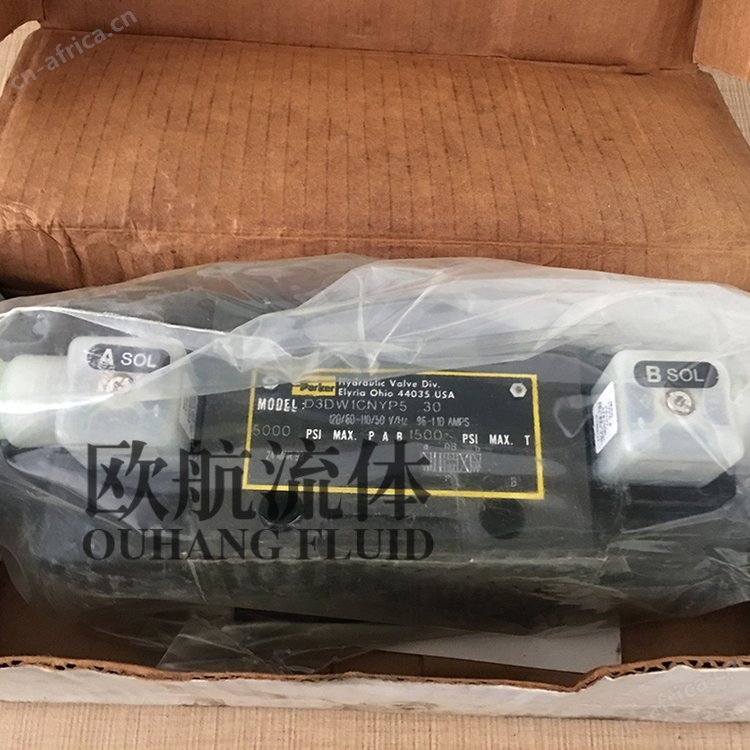 cn-africa.cn
A SOL
B SOL
Parker
Hydraulic Valve Div.
Elyria Ohio 44035 USA
MODEL: D3DW1CNYP5 30
120/60-110/50 V/Hz .96-1.10 AMPS
5000 PSI MAX. P A B 1500 PSI MAX. T
B
欧航流体
OUHANG FLUID